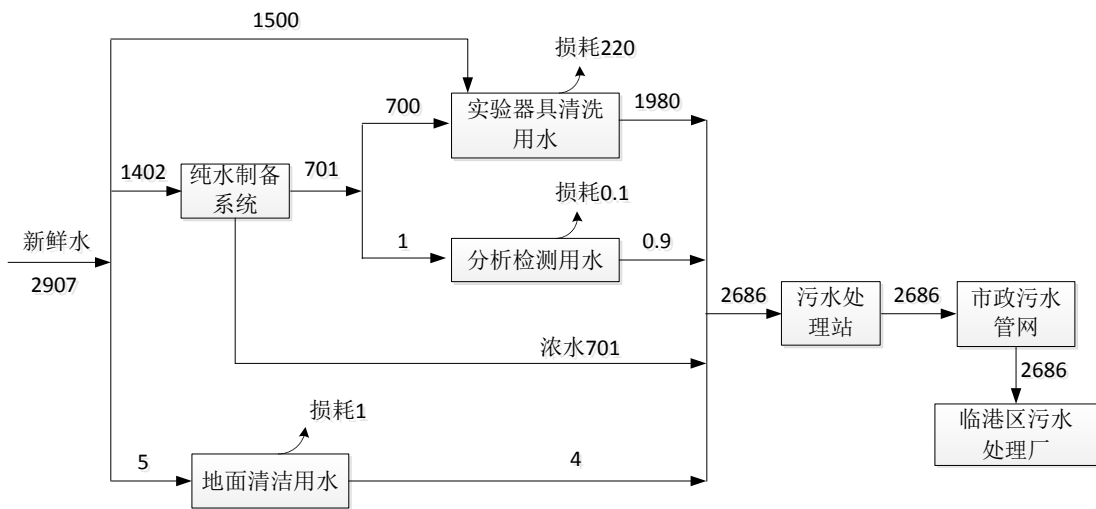 1500
损耗220
700
实验器具清洗
用水
1980
1402
纯水制备
系统
701
损耗0.1
新鲜水
2907
1
分析检测用水
0.9
2686
污水处
理站
2686
市政污水
管网
浓水701
2686
损耗1
临港区污水
处理厂
5
地面清洁用水
4